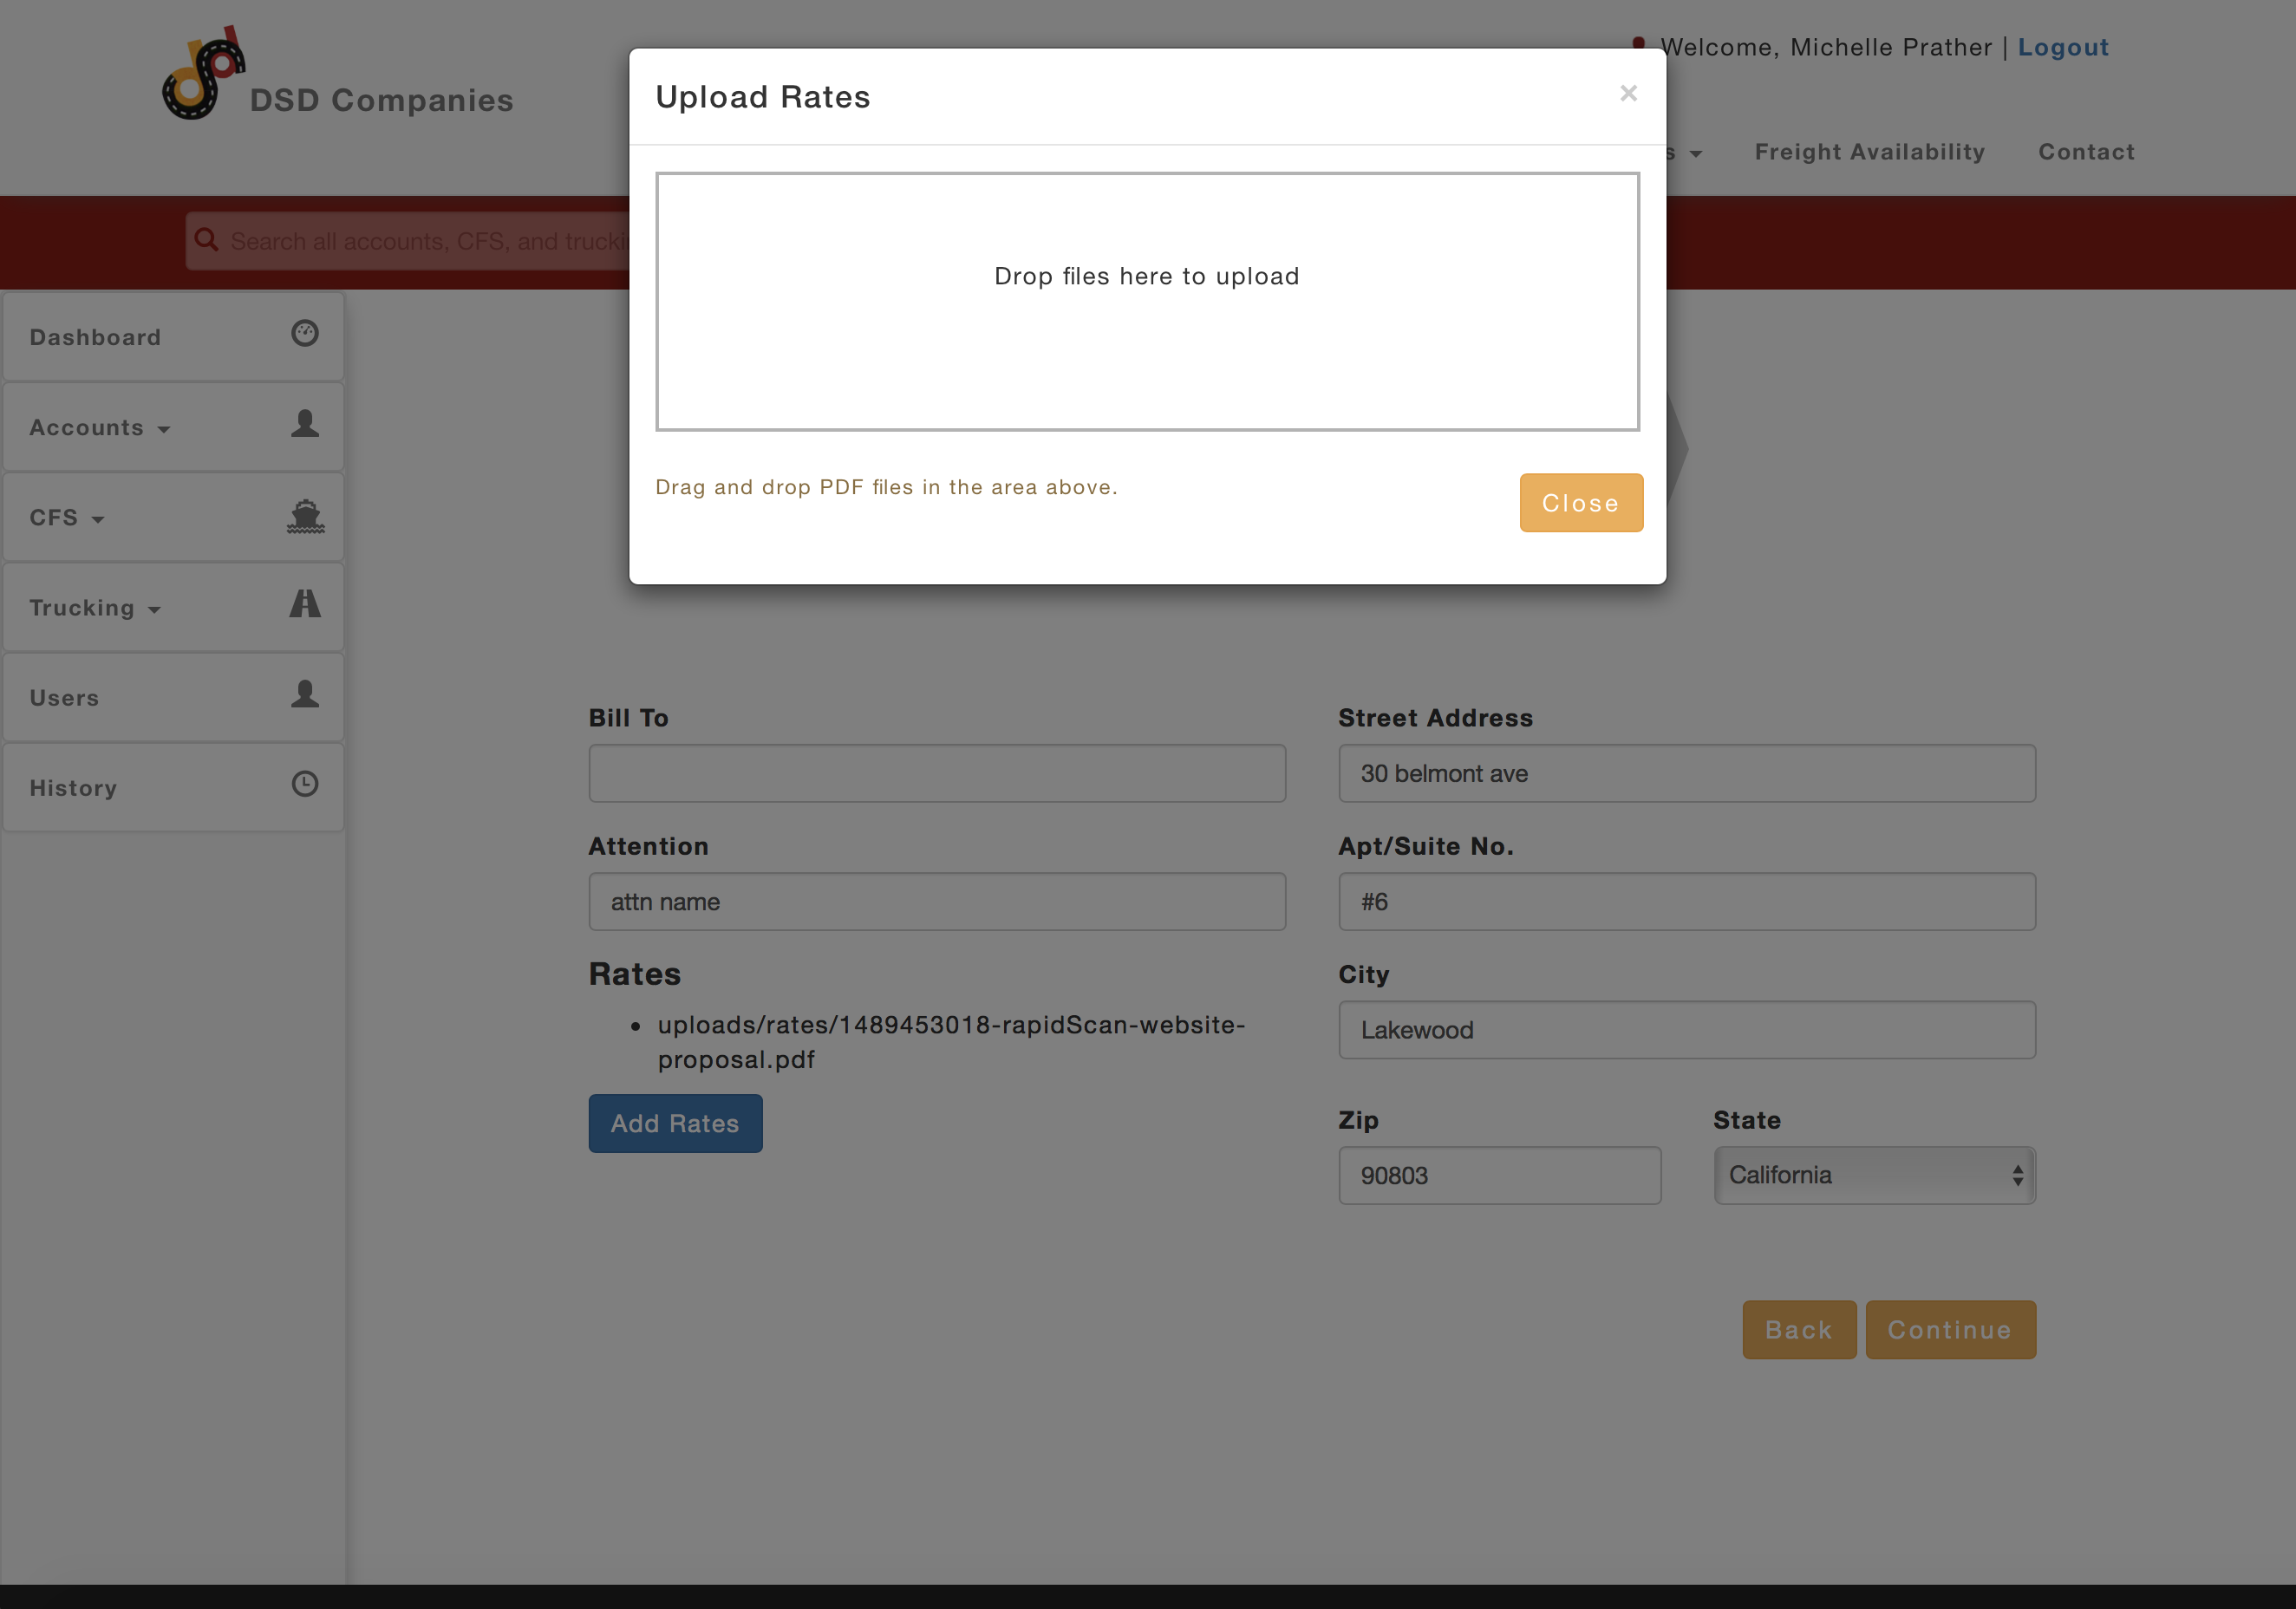 DSD Companies
Welcome, Michelle Prather | Logout
Freight Availability
Contact
Search all accounts, CFS, and
Upload Rates
×
Drop files here to upload
Drag and drop PDF files in the area above.
Close
Dashboard
Accounts
CFS
Trucking
Users
History
Bill To
Attention
attn name
Rates
• uploads/rates/1489453018-rapidScan-website-
proposal.pdf
Add Rates
Street Address
30 belmont ave
Apt/Suite No.
#6
City
Lakewood
Zip
State
90803
California
Back
Continue